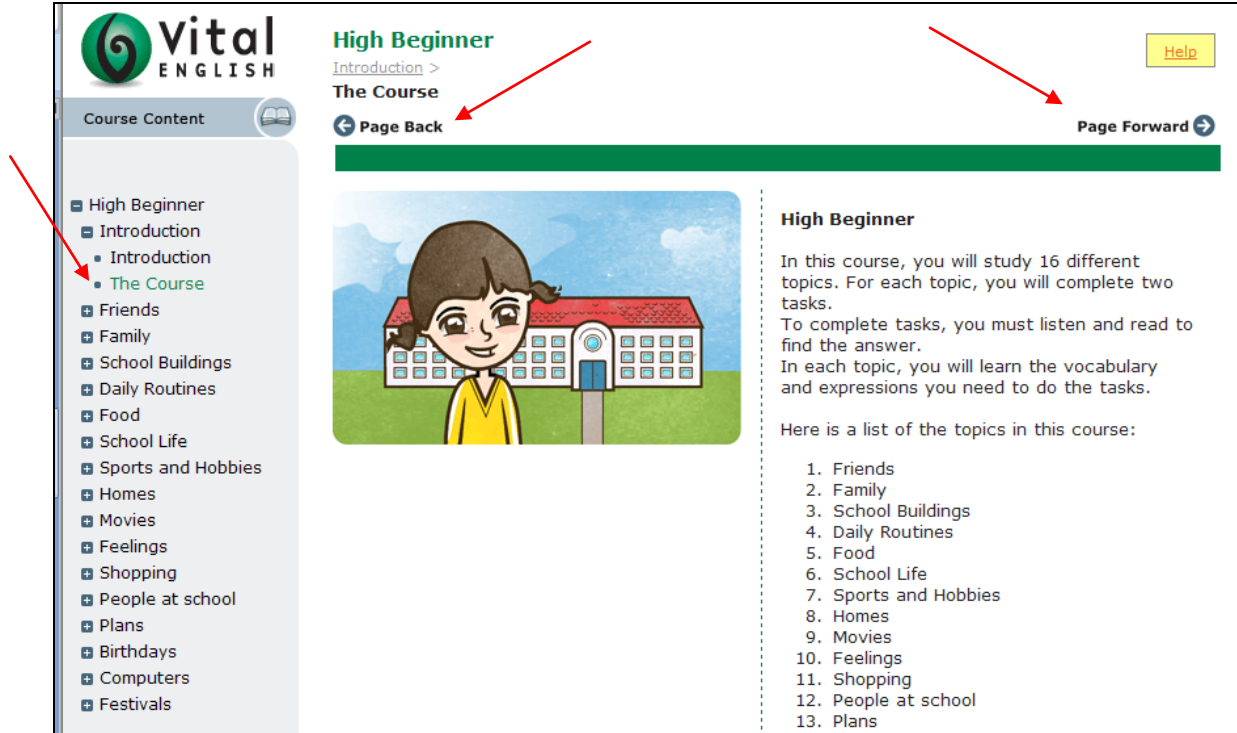 Vital
ENGLISH
Course Content
High Beginner
Introduction
Introduction
The Course
Friends
Family
School Buildings
Daily Routines
Food
School Life
Sports and Hobbies
Homes
Movies
Feelings
Shopping
People at school
Plans
Birthdays
Computers
Festivals
High Beginner
Introduction >
The Course
Help
Page Back
Page Forward
High Beginner
In this course, you will study 16 different
topics. For each topic, you will complete two
tasks.
To complete tasks, you must listen and read to
find the answer.
In each topic, you will learn the vocabulary
and expressions you need to do the tasks.
Here is a list of the topics in this course:
1. Friends
2. Family
3. School Buildings
4. Daily Routines
5. Food
6. School Life
7. Sports and Hobbies
8. Homes
9. Movies
10. Feelings
11. Shopping
12. People at school
13. Plans